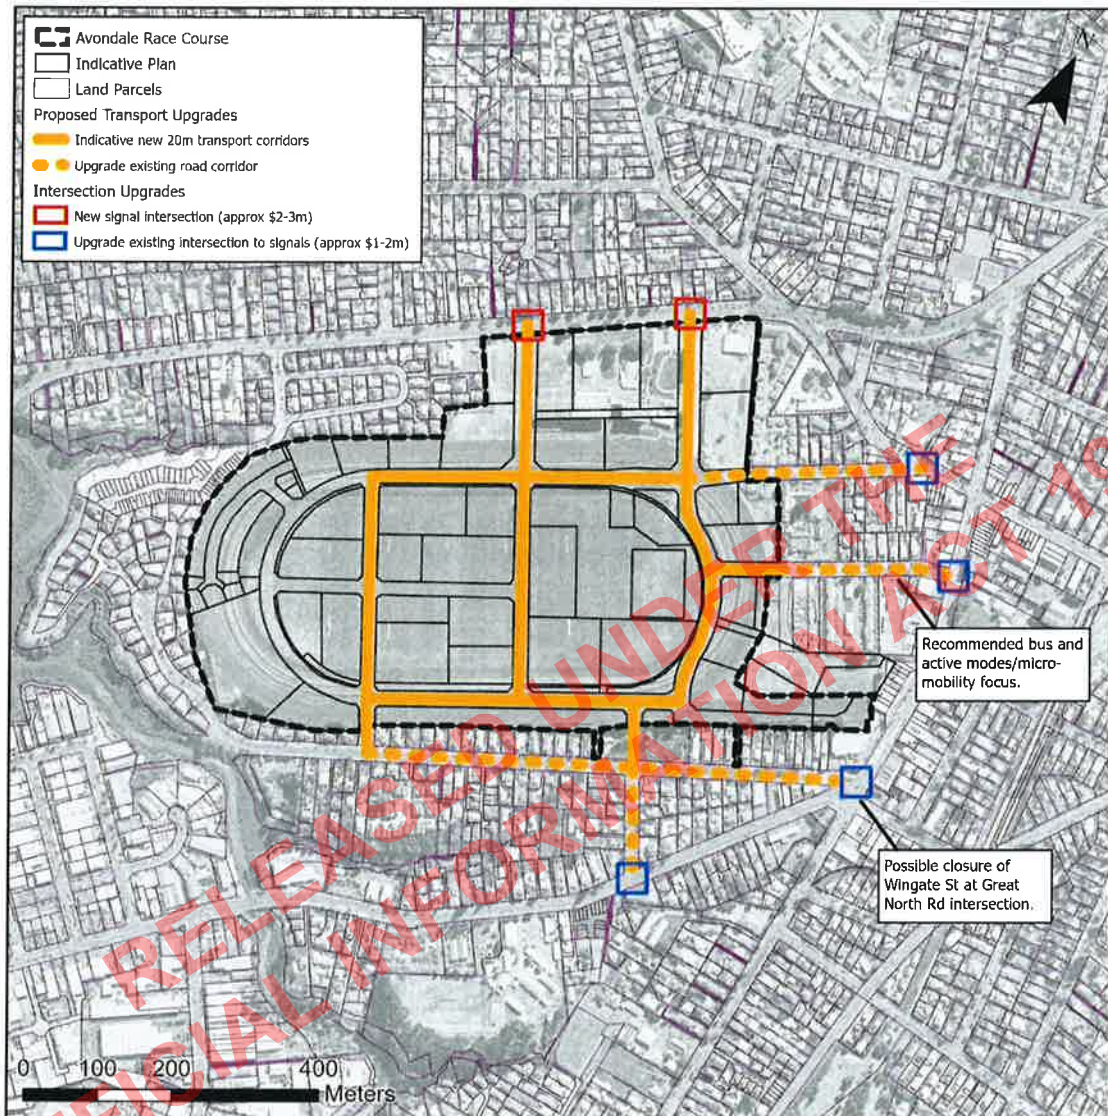 Avondale Race Course
Indicative Plan
Land Parcels
Proposed Transport Upgrades
Indicative new 20m transport corridors
Upgrade existing road corridor
Intersection Upgrades
New signal intersection (approx $2-3m)
Upgrade existing intersection to signals (approx $1-2m)
N
Recommended bus and
active modes/micro-
mobility focus.
Possible closure of
Wingate St at Great
North Rd intersection.
RELEASED UNDER THE
OFFICIAL INFORMATION ACT 19
0 100 200 400
Meters